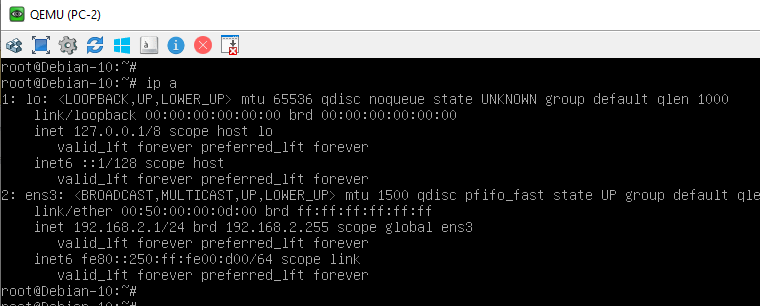 QEMU (PC-2)
root@Debian-10:~#
root@Debian-10:~# ip a
1: lo: <LOOPBACK,UP,LOWER_UP> mtu 65536 qdisc noqueue state UNKNOWN group default qlen 1000
    link/loopback 00:00:00:00:00:00 brd 00:00:00:00:00:00
    inet 127.0.0.1/8 scope host lo
       valid_lft forever preferred_lft forever
    inet6 ::1/128 scope host
       valid_lft forever preferred_lft forever
2: ens3: <BROADCAST,MULTICAST,UP,LOWER_UP> mtu 1500 qdisc pfifo_fast state UP group default qle
    link/ether 00:50:00:00:0d:00 brd ff:ff:ff:ff:ff:ff
    inet 192.168.2.1/24 brd 192.168.2.255 scope global ens3
       valid_lft forever preferred_lft forever
    inet6 fe80::250:ff:fe00:d00/64 scope link
       valid_lft forever preferred_lft forever
root@Debian-10:~#
root@Debian-10:~#